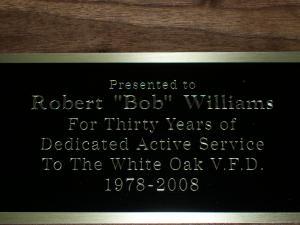 Presented to
Robert "Bob" Williams
For Thirty Years of
Dedicated Active Service
To The White Oak V.F.D.
1978-2008